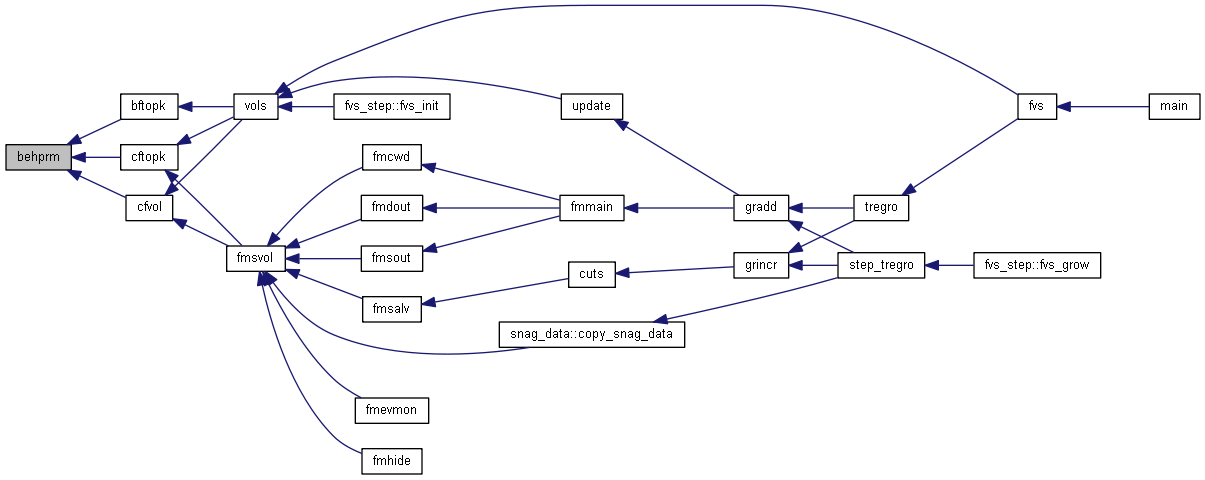 behprm
bftopk
cftopk
cfvol
vols
fmsvol
fvs_step::fvs_init
fmcwd
fmdout
fmsout
fmsalv
snag_data::copy_snag_data
fmevmon
fmhide
update
fmmain
cuts
gradd
grincr
tregro
step_tregro
fvs
fvs_step::fvs_grow
main